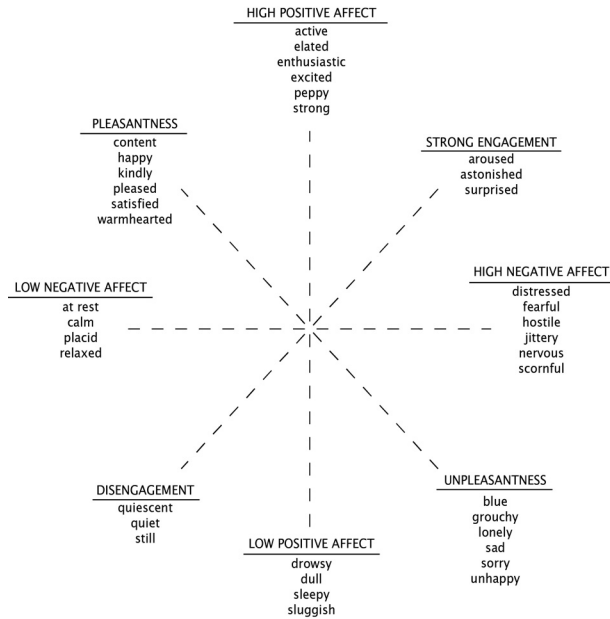 HIGH POSITIVE AFFECT
active
elated
enthusiastic
excited
peppy
strong
PLEASANTNESS
content
happy
kindly
pleased
satisfied
warmhearted
STRONG ENGAGEMENT
aroused
astonished
surprised
LOW NEGATIVE AFFECT
at rest
calm
placid
relaxed
HIGH NEGATIVE AFFECT
distressed
fearful
hostile
jittery
nervous
scornful
DISENGAGEMENT
quiescent
quiet
still
LOW POSITIVE AFFECT
drowsy
dull
sleepy
sluggish
UNPLEASANTNESS
blue
grouchy
lonely
sad
sorry
unhappy